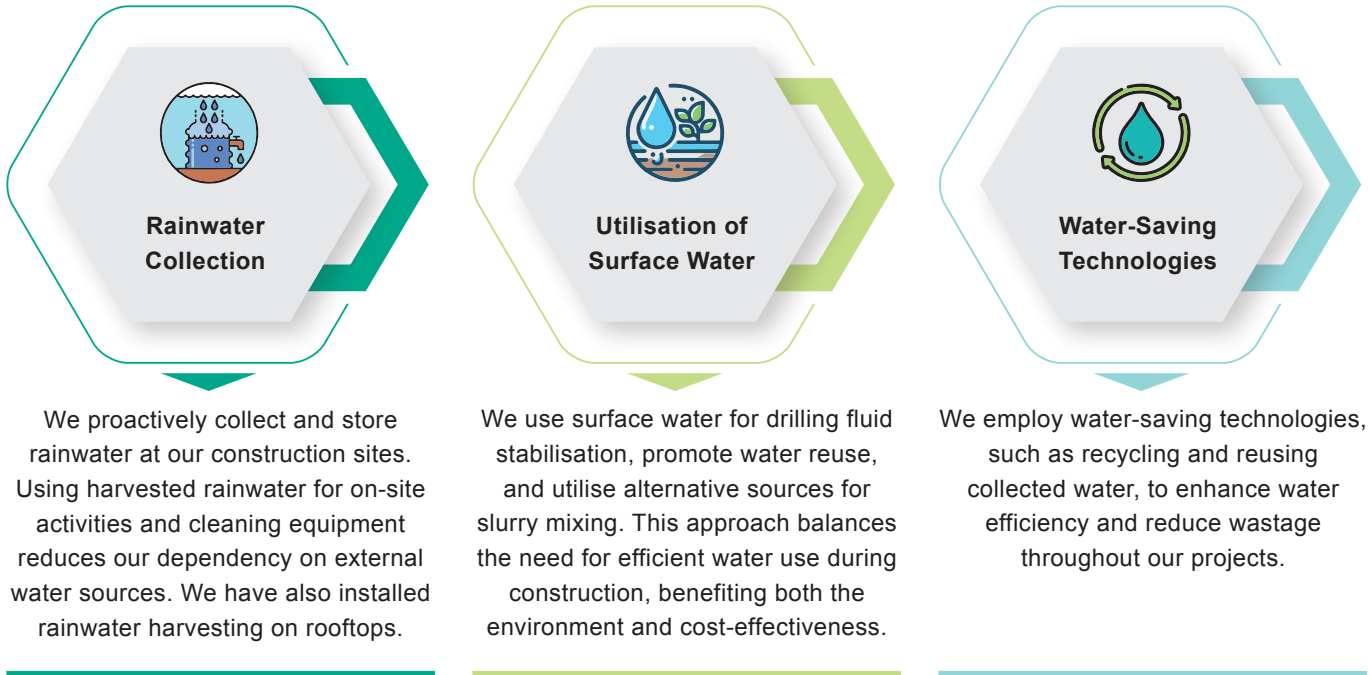 Rainwater
Collection
We proactively collect and store
rainwater at our construction sites.
Using harvested rainwater for on-site
activities and cleaning equipment
reduces our dependency on external
water sources. We have also installed
rainwater harvesting on rooftops.
Utilisation of
Surface Water
We use surface water for drilling fluid
stabilisation, promote water reuse,
and utilise alternative sources for
slurry mixing. This approach balances
the need for efficient water use during
construction, benefiting both the
environment and cost-effectiveness.
Water-Saving
Technologies
We employ water-saving technologies,
such as recycling and reusing
collected water, to enhance water
efficiency and reduce wastage
throughout our projects.